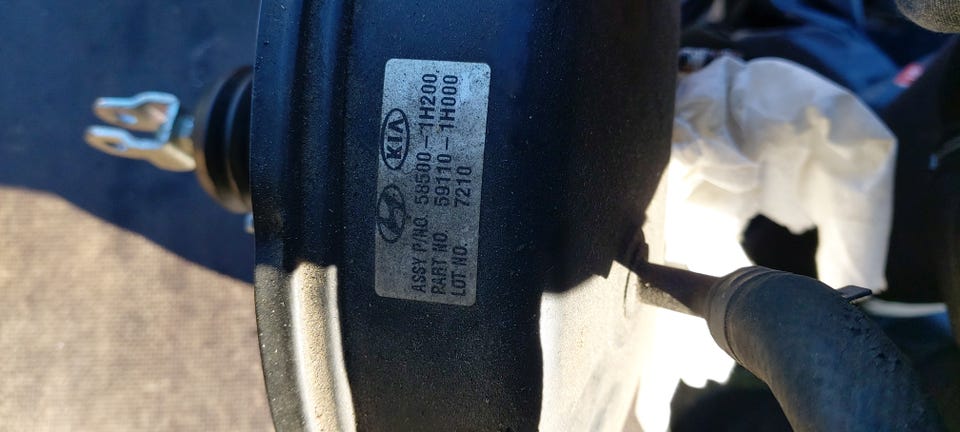 KIA
ASSY P/NO. 58500-1H200
PART NO. 59110-1H000
LOT NO. 7210